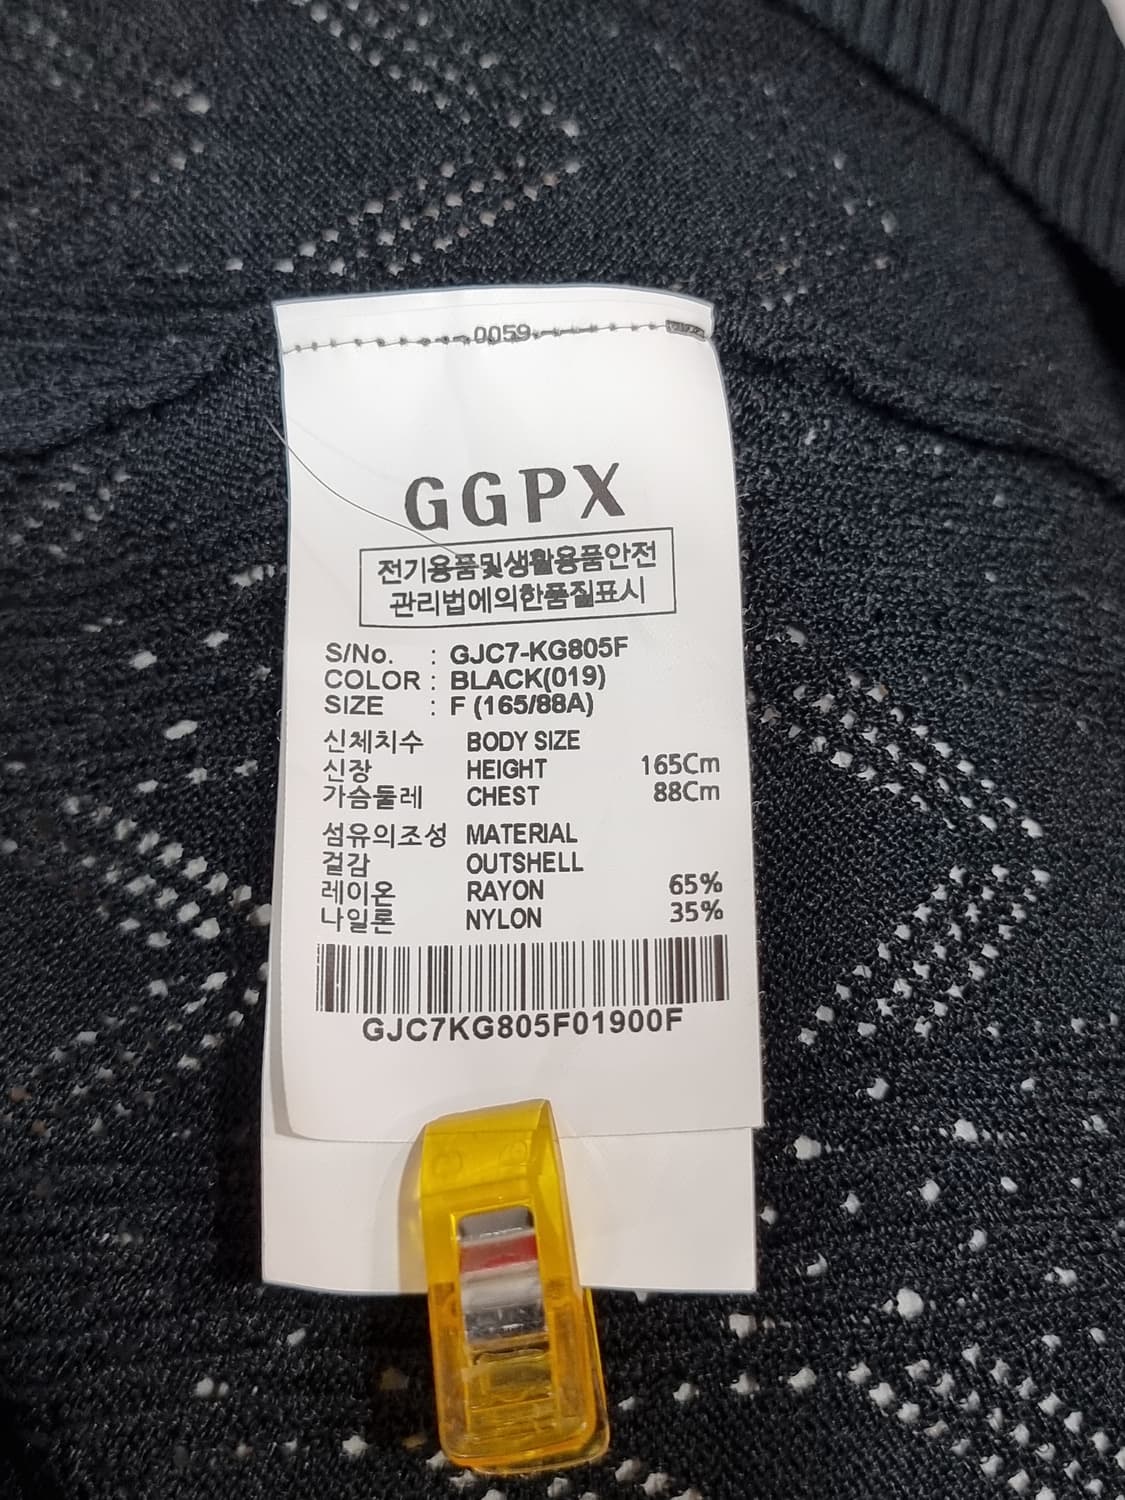 0059
GGPX
전기용품및생활용품안전
관리법에의한품질표시
S/No. : GJC7-KG805F
COLOR : BLACK(019)
SIZE : F (165/88A)
신체치수 BODY SIZE
신장 HEIGHT 165Cm
가슴둘레 CHEST 88Cm
섬유의조성 MATERIAL
겉감 OUTSHELL
레이온 RAYON 65%
나일론 NYLON 35%
GJC7KG805F01900F